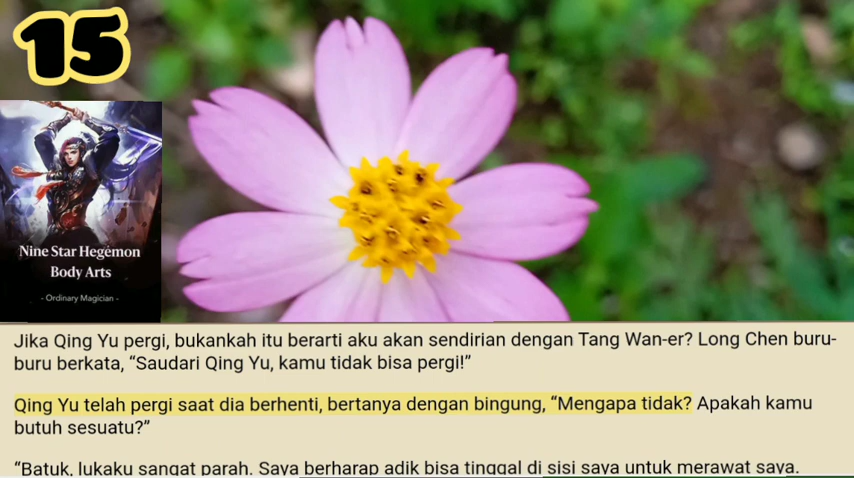 15
Nine Star Hegemon
Body Arts
- Ordinary Magician -
Jika Qing Yu pergi, bukankah itu berarti aku akan sendirian dengan Tang Wan-er? Long Chen buru-
buru berkata, “Saudari Qing Yu, kamu tidak bisa pergi!”
Qing Yu telah pergi saat dia berhenti, bertanya dengan bingung, “Mengapa tidak? Apakah kamu
butuh sesuatu?”
“Batuk, lukaku sangat parah. Saya berharap adik bisa tinggal di sisi saya untuk merawat saya.